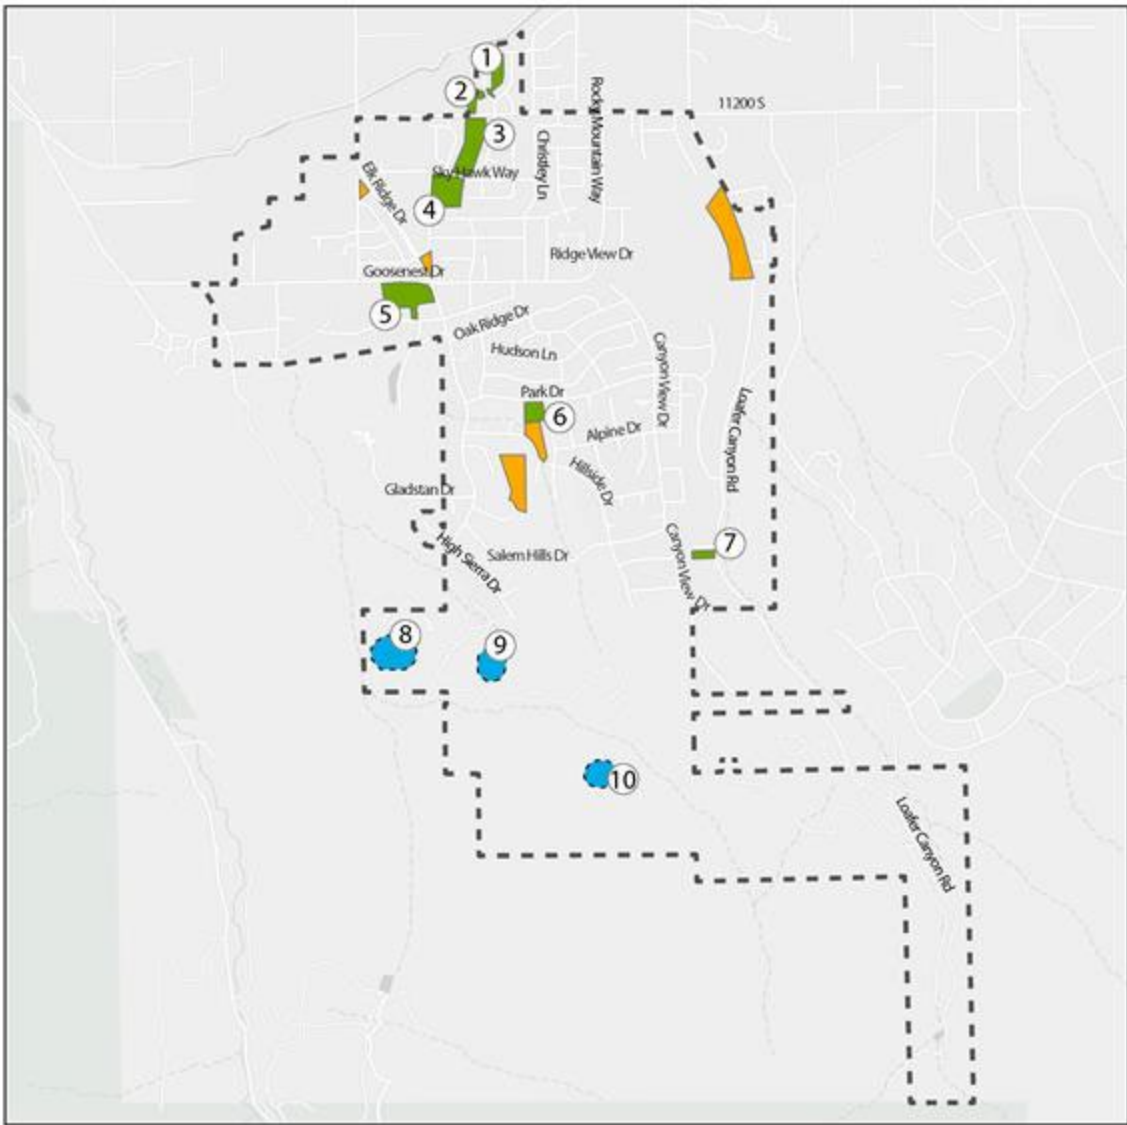 1
2
11200 S
3
Rocky Mountain Way
Christley Ln
Sky Hawk Way
Elk Ridge Dr
4
Ridge View Dr
Goosenest Dr
5
Oak Ridge Dr
Hudson Ln
Canyon View Dr
Park Dr
6
Alpine Dr
Loafer Canyon Rd
Hillside Dr
Gladstan Dr
High Sierra Dr
Salem Hills Dr
7
Canyon View Dr
8
9
10
Loafer Canyon Rd